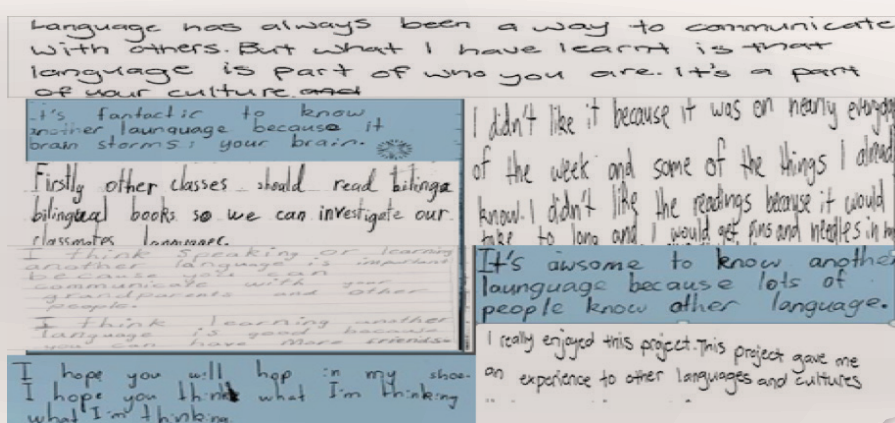 Language has always been a way to communicate
with others. But what I have learnt is that
language is part of who you are. It's a part
of your culture and
it's fantactic to know
another launguage because it
brain storms your brain.
Firstly other classes should read bilinga
bilingual books so we can investigate our
classmates languages.
I think speaking or learning
another language is important
because you can
communicate with your
grandparents and other
people.
I think learning another
language is good because
you can have more friends.
I hope you will hop in my shoe.
I hope you think what I'm thinking
what I'm thinking.
I didn't like it because it was on nearly everyday
of the week and some of the things I alread
know. I didn't like the readings because it would
take to long and I would get pins and needles in my
It's awsome to know anothe
launguage because lots of
people know other language.
I really enjoyed this project. This project gave me
an experience to other languages and cultures